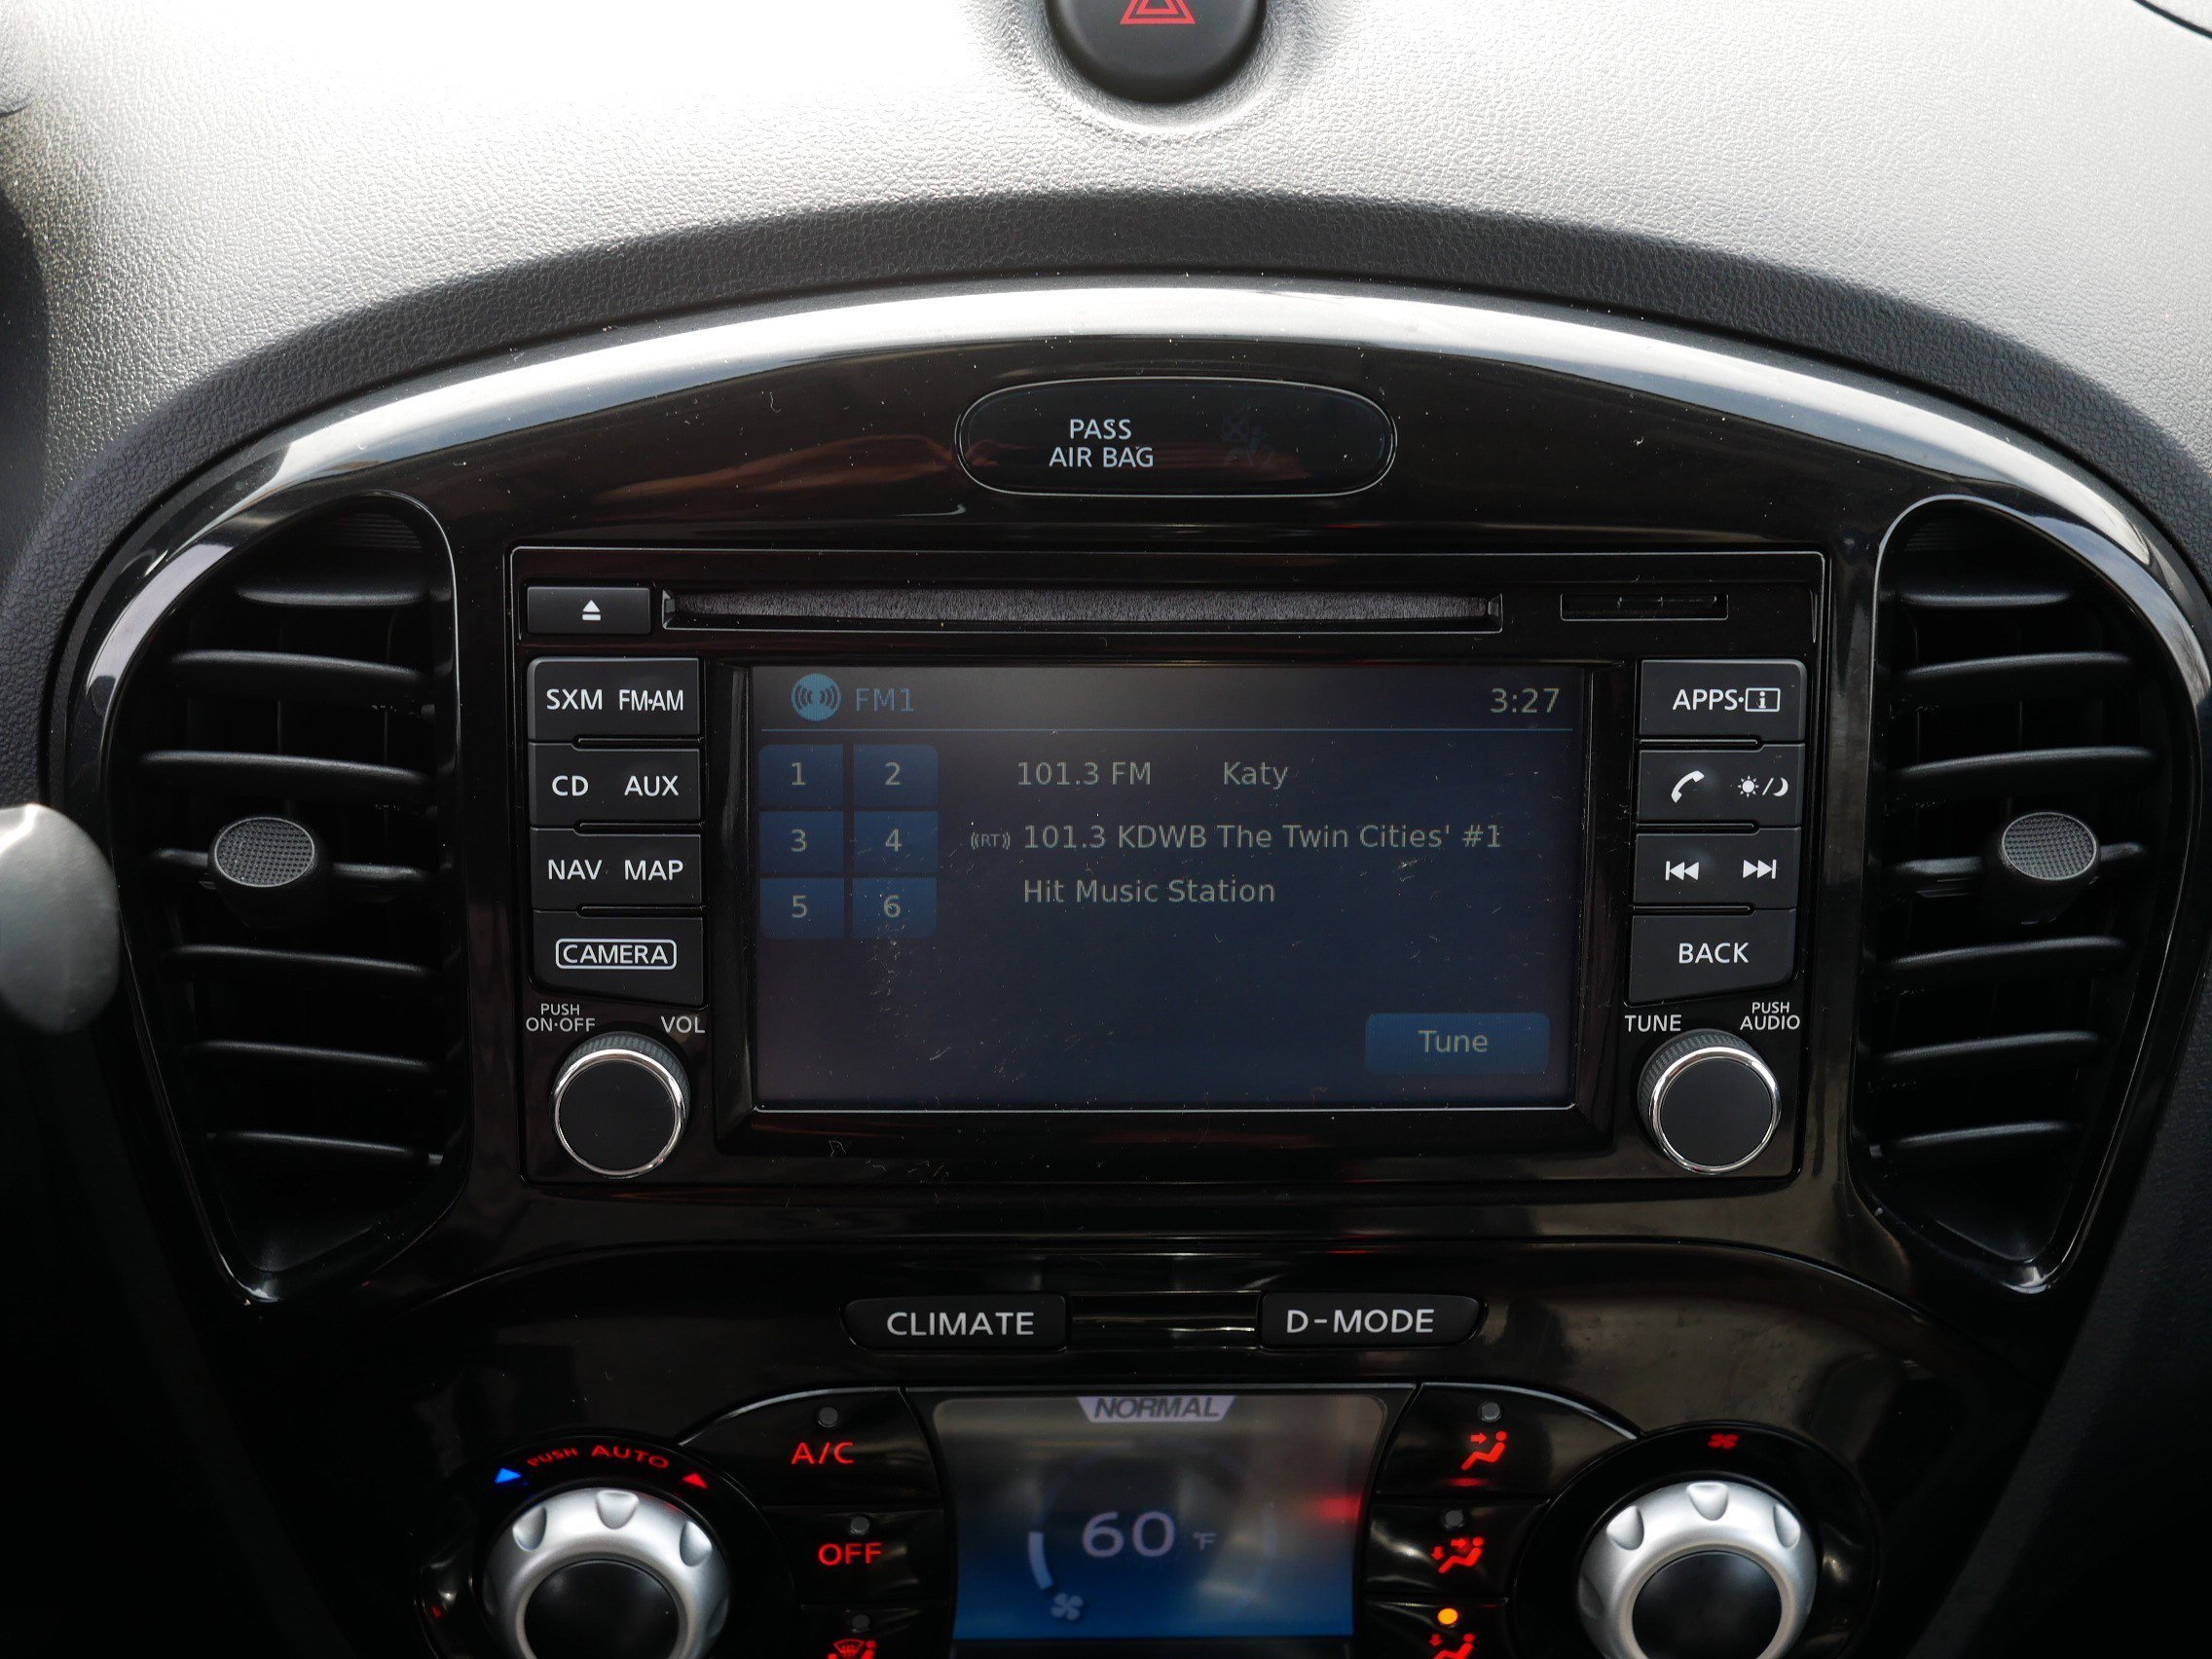 PASS
AIR BAG
SXM FM·AM
CD AUX
NAV MAP
CAMERA
PUSH
ON·OFF
VOL
FM1 3:27
1 2
3 4
5 6
101.3 FM Katy
((RT)) 101.3 KDWB The Twin Cities' #1
Hit Music Station
Tune
APPS·i
BACK
TUNE
PUSH
AUDIO
CLIMATE
D-MODE
PUSH AUTO
A/C
OFF
NORMAL
60 °F